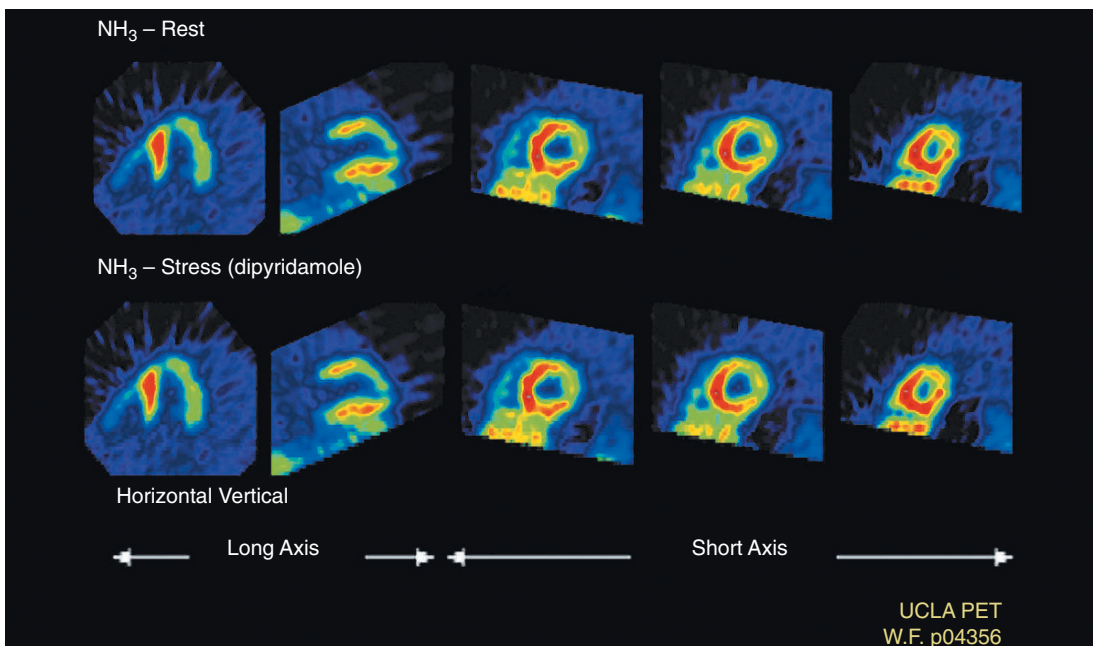 NH₃ – Rest
NH₃ – Stress (dipyridamole)
Horizontal Vertical
Long Axis
Short Axis
UCLA PET
W.F. p04356